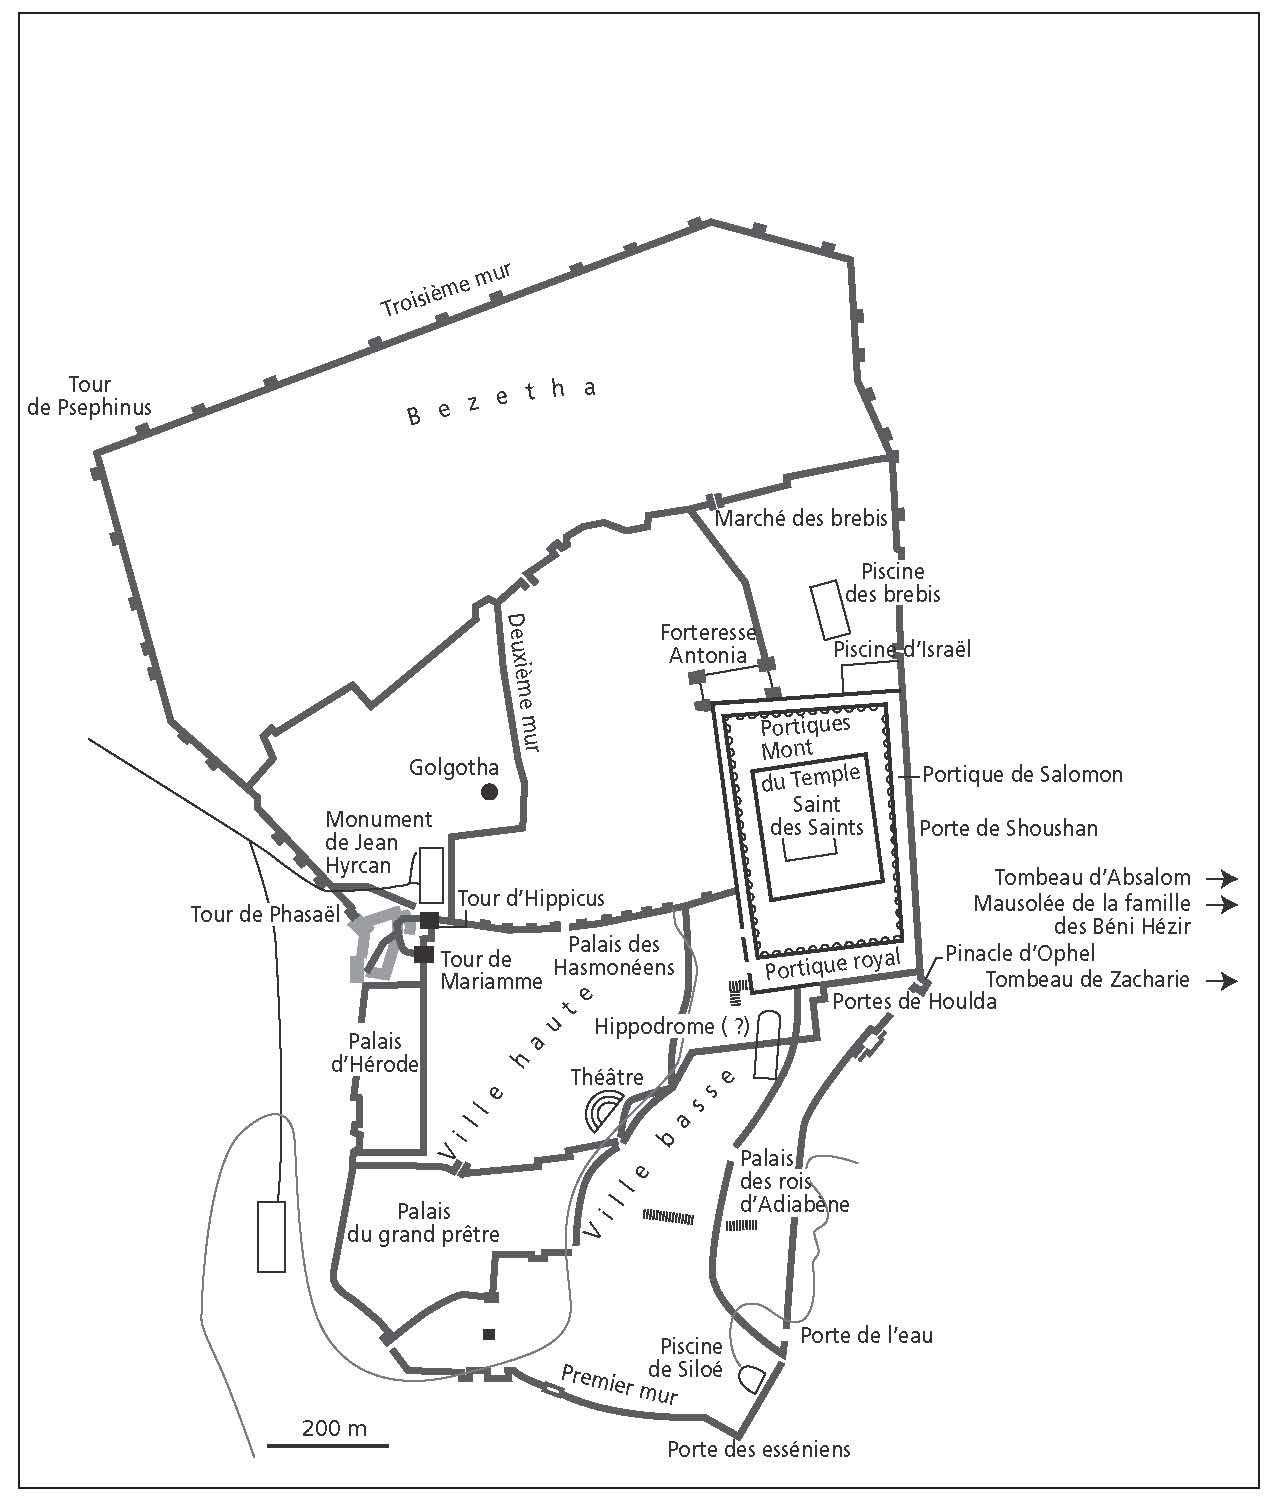 Troisième mur
Tour
de Psephinus
Bezetha
Marché des brebis
Piscine
des brebis
Deuxième mur
Forteresse
Antonia
Piscine d'Israël
Portiques
Mont
du Temple
Saint
des Saints
Golgotha
Portique de Salomon
Monument
de Jean
Hyrcan
Porte de Shoushan
Tombeau d'Absalom
Mausolée de la famille
des Béni Hézir
Tour de Phasaël
Tour d'Hippicus
Tour de
Mariamme
Palais des
Hasmonéens
Portique royal
Pinacle d'Ophel
Tombeau de Zacharie
Portes de Houlda
Ville haute
Hippodrome ( ?)
Palais
d'Hérode
Théâtre
Ville basse
Palais
des rois
d'Adiabène
Palais
du grand prêtre
Porte de l'eau
Piscine
de Siloé
Premier mur
200 m
Porte des esséniens